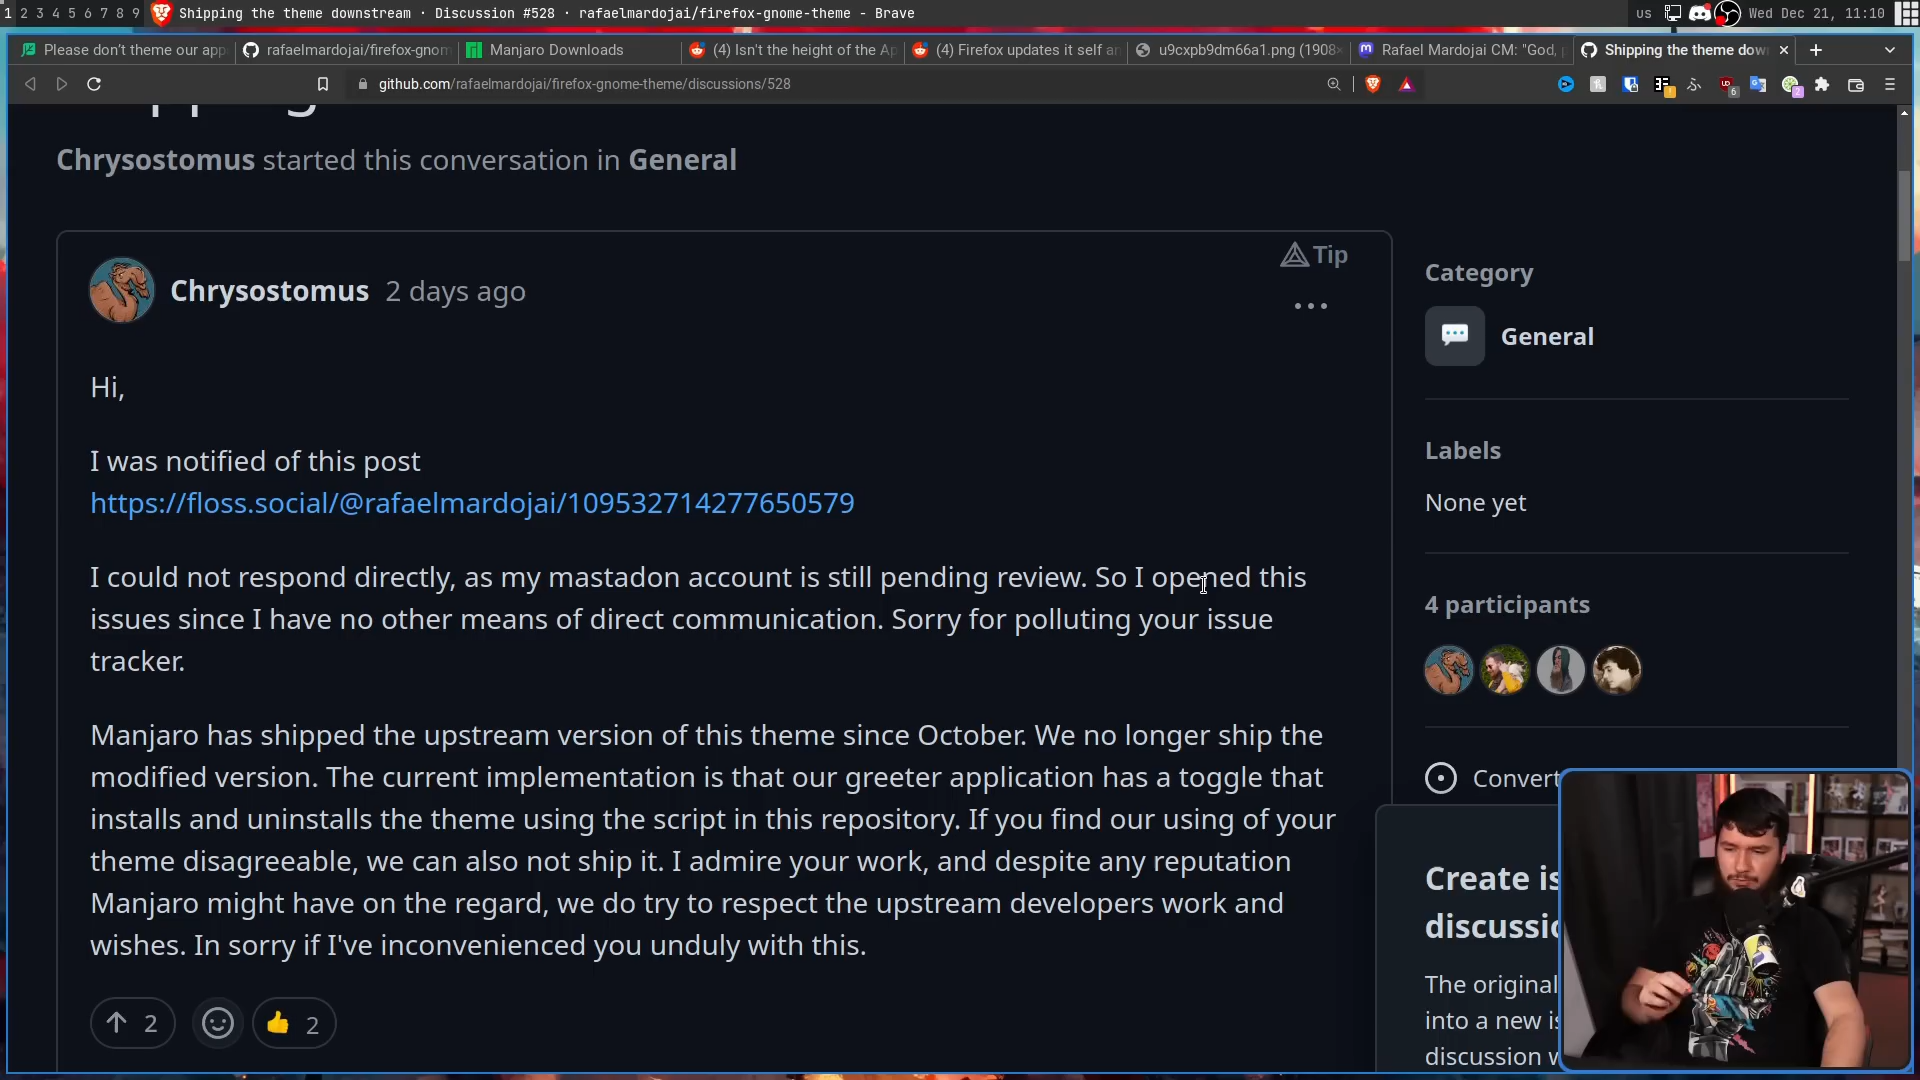 1 2 3 4 5 6 7 8 9 Shipping the theme downstream · Discussion #528 · rafaelmardojai/firefox-gnome-theme - Brave us Wed Dec 21, 11:10
Please don't theme our app rafaelmardojai/firefox-gnom Manjaro Downloads (4) Isn't the height of the Ap (4) Firefox updates it self an u9cxpb9dm66a1.png (1908× Rafael Mardojai CM: "God, Shipping the theme dow
github.com/rafaelmardojai/firefox-gnome-theme/discussions/528
Chrysostomus started this conversation in General
Chrysostomus 2 days ago
Tip
Hi,
I was notified of this post
https://floss.social/@rafaelmardojai/109532714277650579
I could not respond directly, as my mastadon account is still pending review. So I opened this
issues since I have no other means of direct communication. Sorry for polluting your issue
tracker.
Manjaro has shipped the upstream version of this theme since October. We no longer ship the
modified version. The current implementation is that our greeter application has a toggle that
installs and uninstalls the theme using the script in this repository. If you find our using of your
theme disagreeable, we can also not ship it. I admire your work, and despite any reputation
Manjaro might have on the regard, we do try to respect the upstream developers work and
wishes. In sorry if I've inconvenienced you unduly with this.
2 2
Category
General
Labels
None yet
4 participants
Convert
Create is
discussio
The original
into a new is
discussion w